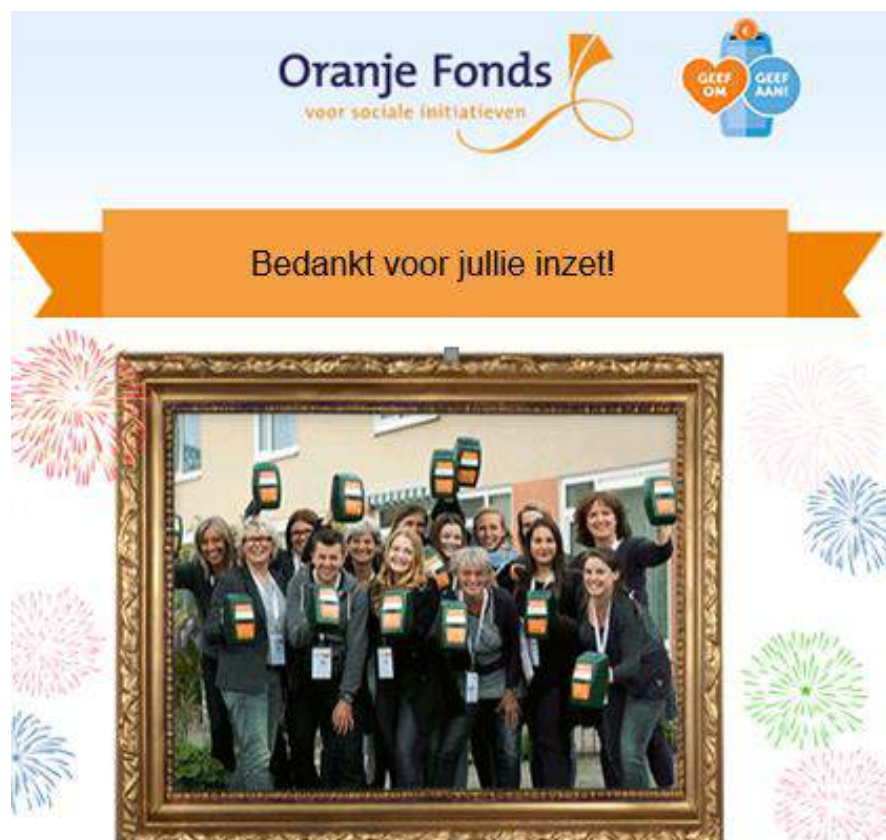 Oranje Fonds
voor sociale initiatieven
€
GEEF
OM
GEEF
AAN!
Bedankt voor jullie inzet!